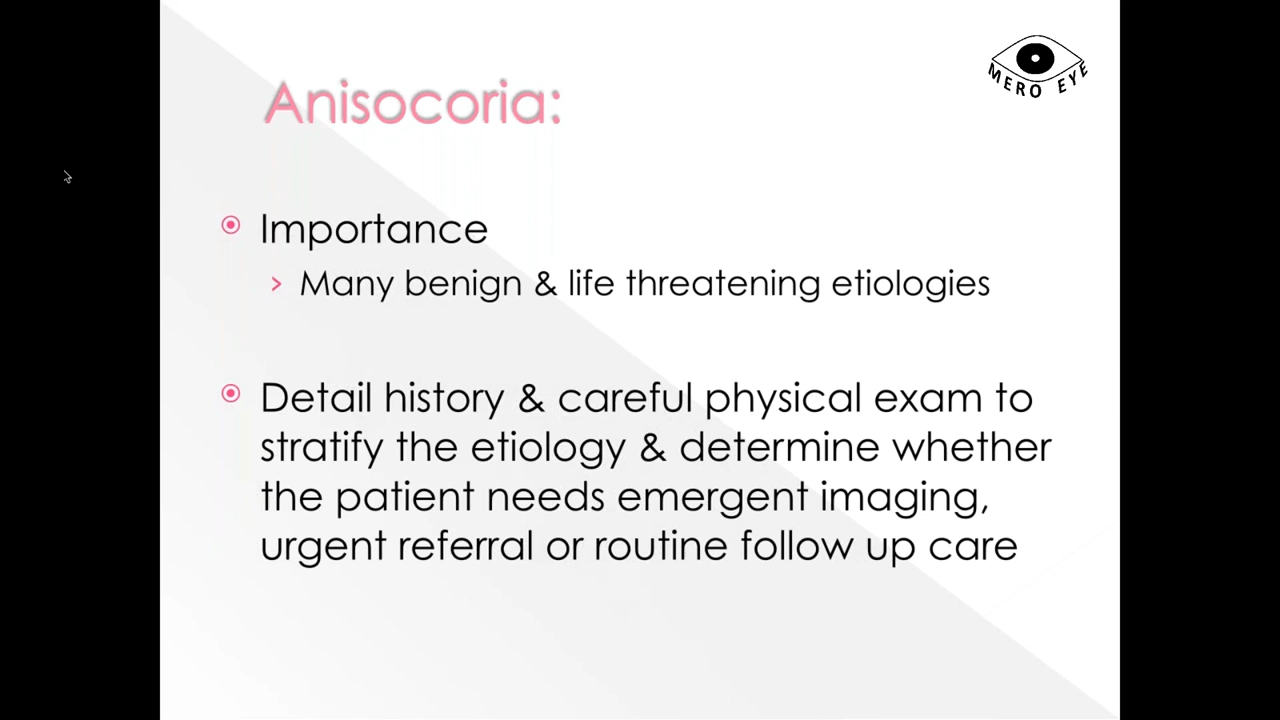 MERO EYE
Anisocoria:
Importance
Many benign & life threatening etiologies
Detail history & careful physical exam to
stratify the etiology & determine whether
the patient needs emergent imaging,
urgent referral or routine follow up care